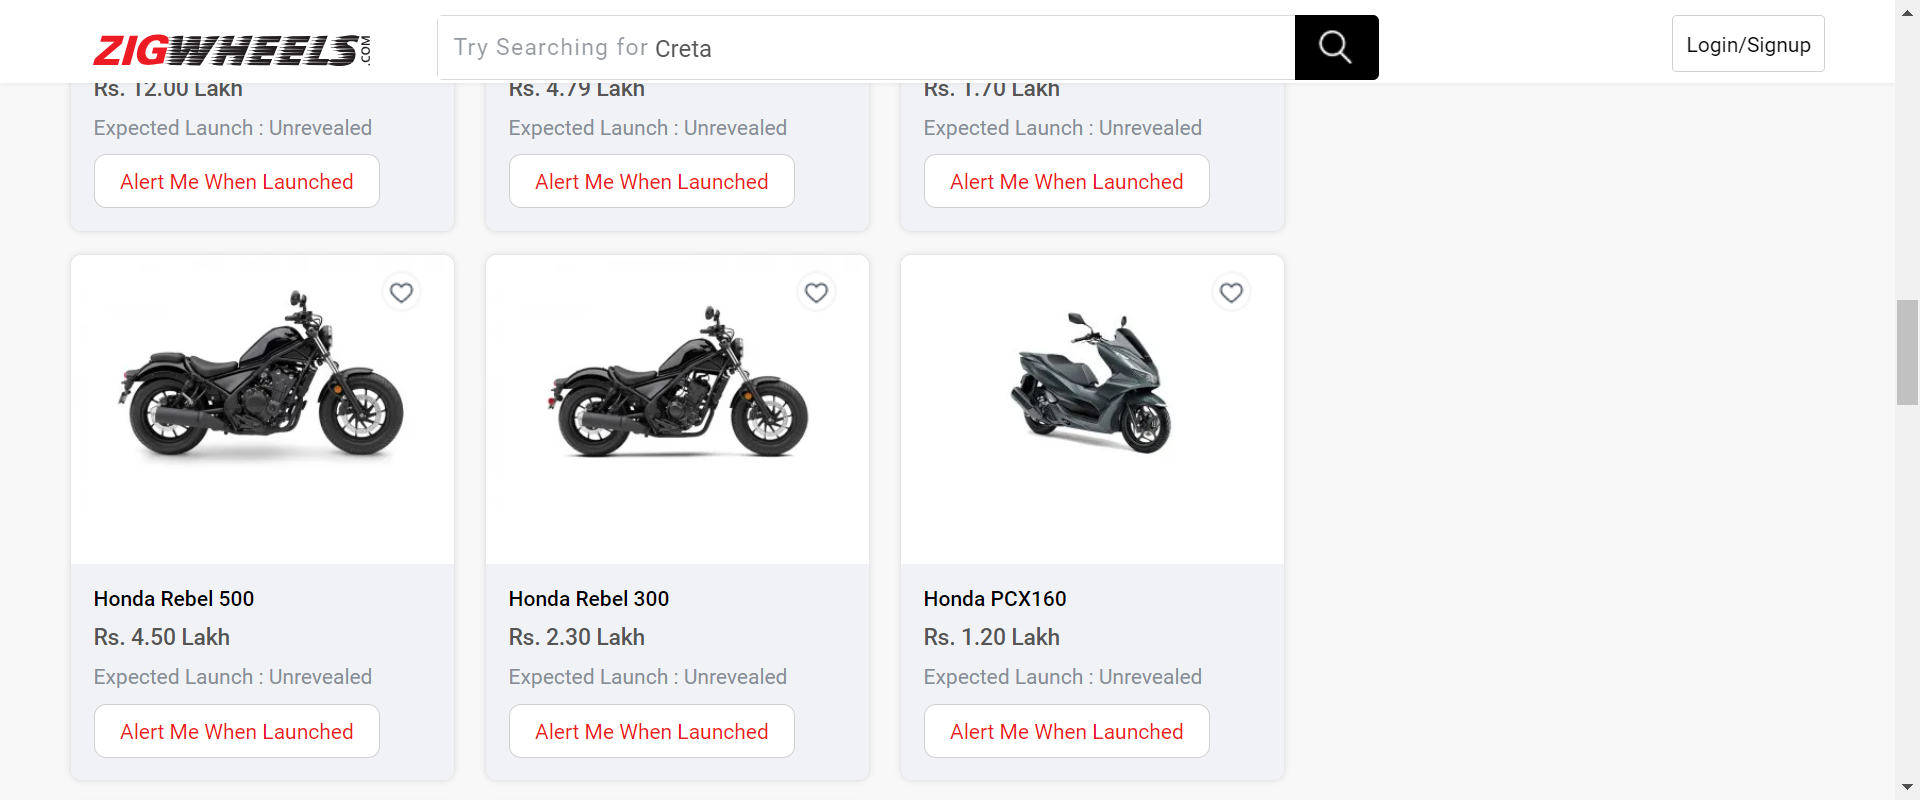 ZIGWHEELS.COM
Try Searching for Creta
Login/Signup
Rs. 12.00 Lakh
Rs. 4.79 Lakh
Rs. 1.70 Lakh
Expected Launch : Unrevealed
Expected Launch : Unrevealed
Expected Launch : Unrevealed
Alert Me When Launched
Alert Me When Launched
Alert Me When Launched
Honda Rebel 500
Rs. 4.50 Lakh
Expected Launch : Unrevealed
Alert Me When Launched
Honda Rebel 300
Rs. 2.30 Lakh
Expected Launch : Unrevealed
Alert Me When Launched
Honda PCX160
Rs. 1.20 Lakh
Expected Launch : Unrevealed
Alert Me When Launched